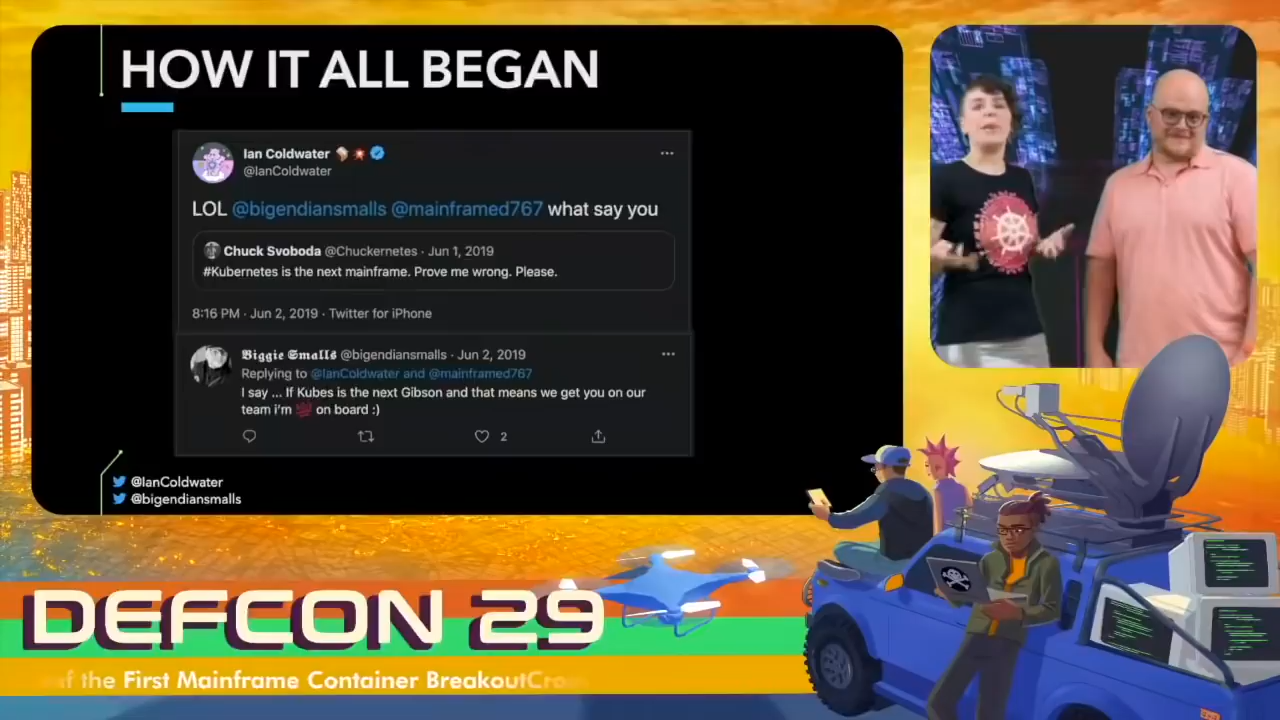 HOW IT ALL BEGAN
Ian Coldwater
@IanColdwater
LOL @bigendiansmalls @mainframed767 what say you
Chuck Svoboda @Chuckernetes · Jun 1, 2019
#Kubernetes is the next mainframe. Prove me wrong. Please.
8:16 PM · Jun 2, 2019 · Twitter for iPhone
Biggie Smalls @bigendiansmalls · Jun 2, 2019
Replying to @IanColdwater and @mainframed767
I say ... If Kubes is the next Gibson and that means we get you on our
team i'm 💯 on board :)
2
@IanColdwater
@bigendiansmalls
DEFCON 29
of the First Mainframe Container BreakoutCro